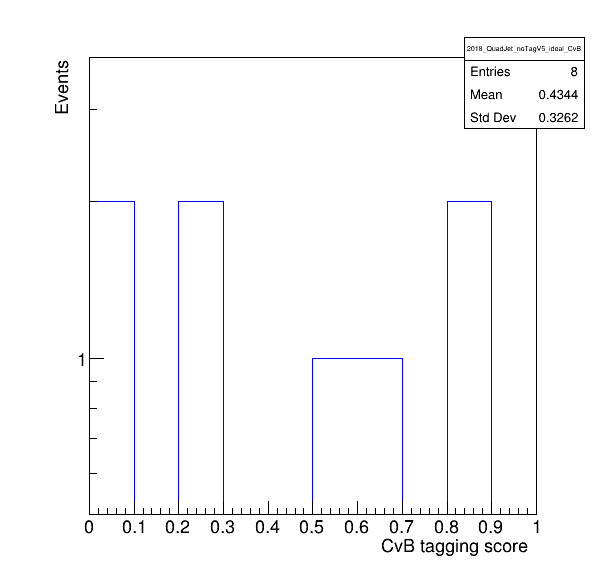 2018_QuadJet_noTagV5_ideal_CvB
Entries 8
Mean 0.4344
Std Dev 0.3262
Events
1
0 0.1 0.2 0.3 0.4 0.5 0.6 0.7 0.8 0.9 1
CvB tagging score